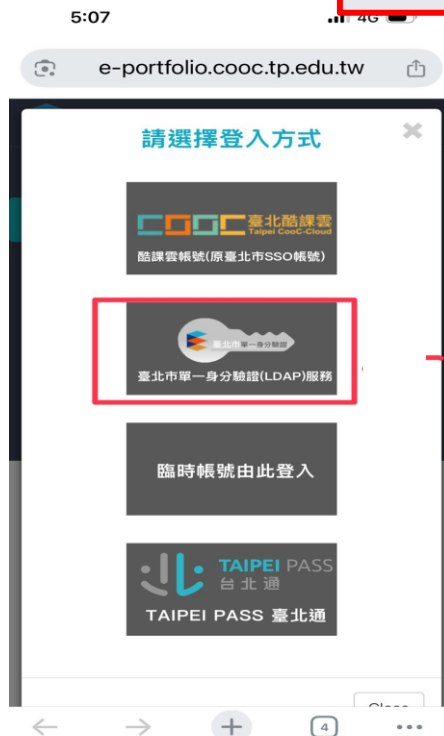 5:07
4G
e-portfolio.cooc.tp.edu.tw
請選擇登入方式
COOC 臺北酷課雲
Taipei CooC-Cloud
酷課雲帳號(原臺北市SSO帳號)
臺北市單一身分驗證
臺北市單一身分驗證(LDAP)服務
臨時帳號由此登入
TAIPEI PASS
台北通
TAIPEI PASS 臺北通
Close
4